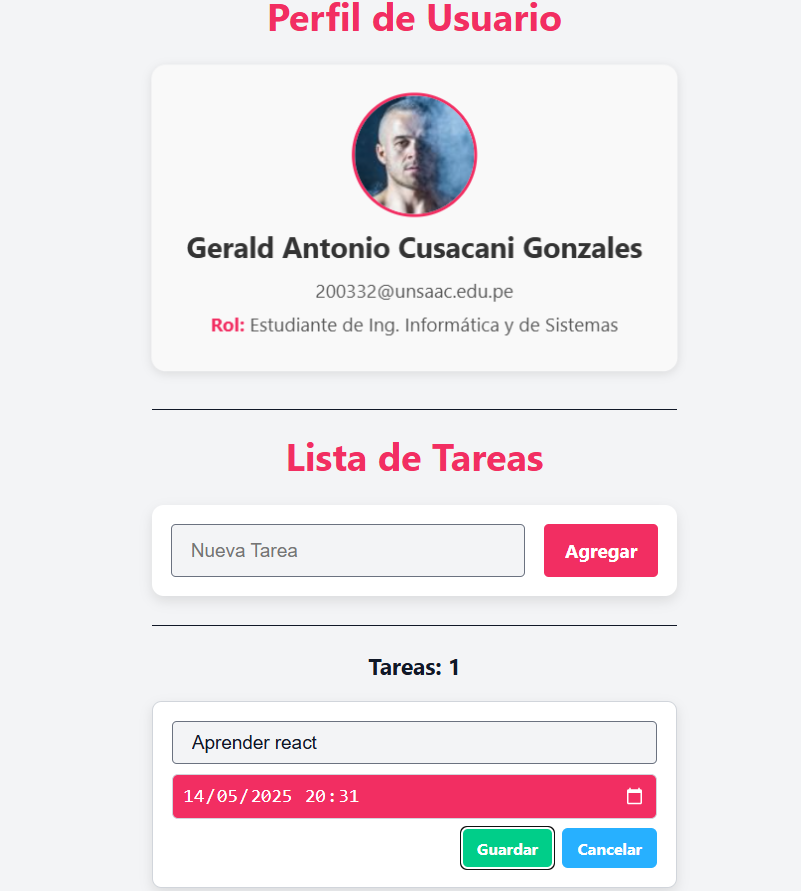 Perfil de Usuario
Gerald Antonio Cusacani Gonzales
200332@unsaac.edu.pe
Rol: Estudiante de Ing. Informática y de Sistemas
Lista de Tareas
Nueva Tarea
Agregar
Tareas: 1
Aprender react
14/05/2025 20:31
Guardar
Cancelar